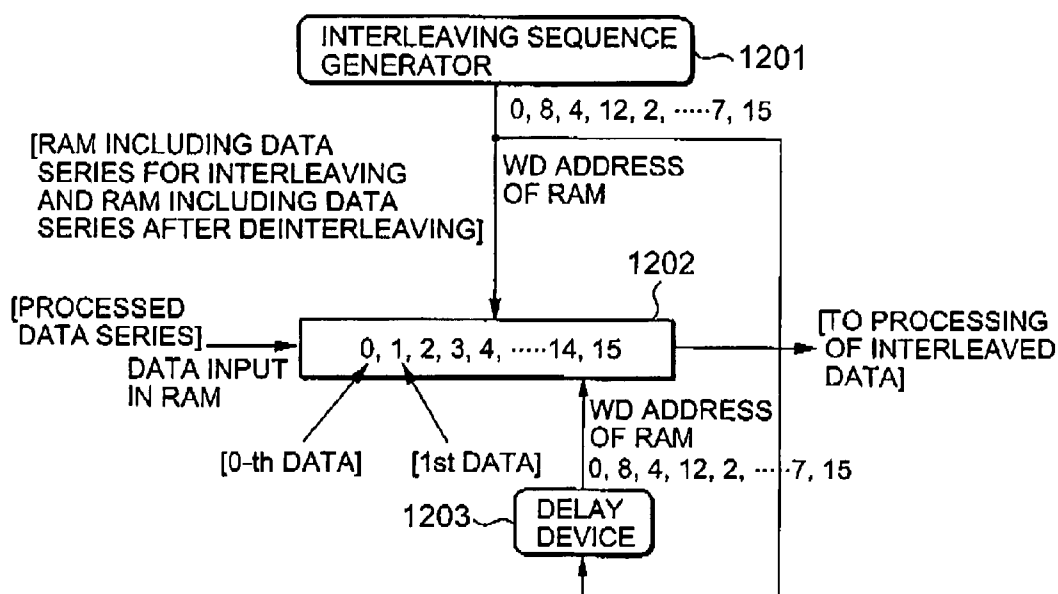 INTERLEAVING SEQUENCE
GENERATOR
1201
0, 8, 4, 12, 2, ·····7, 15
[RAM INCLUDING DATA
SERIES FOR INTERLEAVING
AND RAM INCLUDING DATA
SERIES AFTER DEINTERLEAVING]
WD ADDRESS
OF RAM
1202
[PROCESSED
DATA SERIES]
DATA INPUT
IN RAM
0, 1, 2, 3, 4, ·····14, 15
[TO PROCESSING
OF INTERLEAVED
DATA]
[0-th DATA]
[1st DATA]
WD ADDRESS
OF RAM
0, 8, 4, 12, 2, ·····7, 15
1203
DELAY
DEVICE